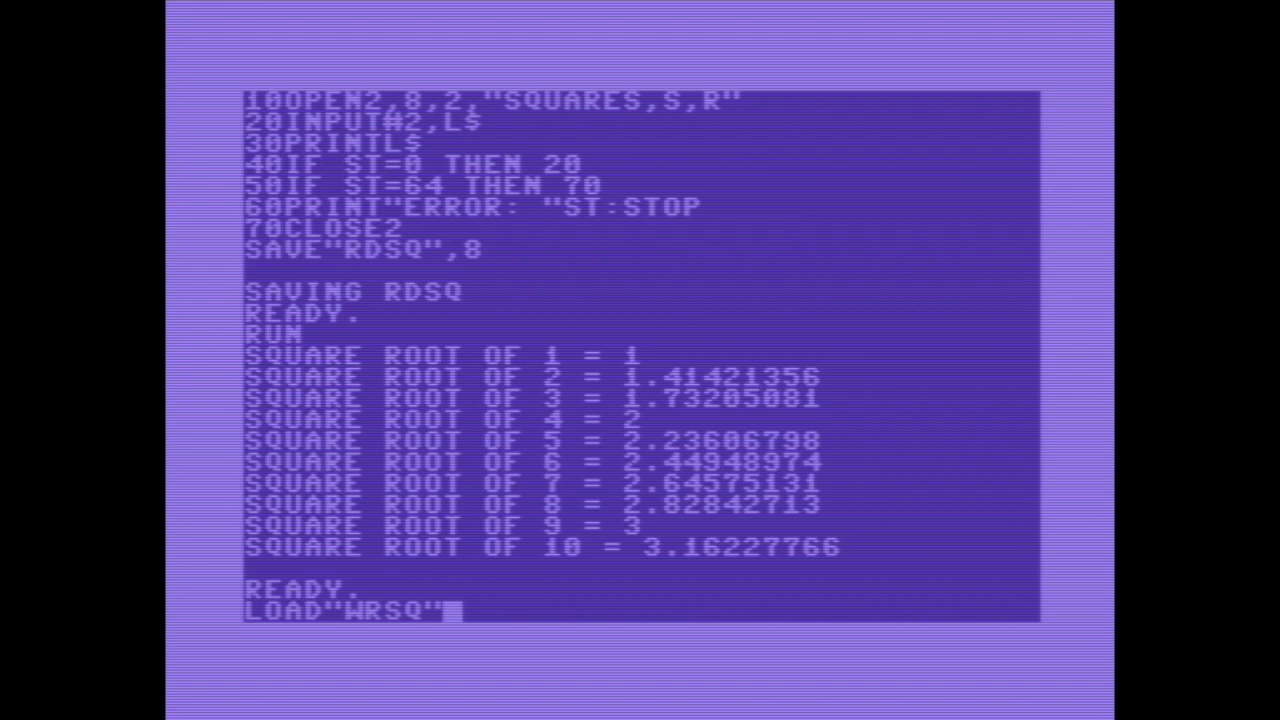 10OPEN2,8,2,"SQUARES,S,R"
20INPUT#2,L$
30PRINTL$
40IF ST=0 THEN 20
50IF ST=64 THEN 70
60PRINT"ERROR: "ST:STOP
70CLOSE2
SAVE"RDSQ",8
SAVING RDSQ
READY.
RUN
SQUARE ROOT OF 1 = 1
SQUARE ROOT OF 2 = 1.41421356
SQUARE ROOT OF 3 = 1.73205081
SQUARE ROOT OF 4 = 2
SQUARE ROOT OF 5 = 2.23606798
SQUARE ROOT OF 6 = 2.44948974
SQUARE ROOT OF 7 = 2.64575131
SQUARE ROOT OF 8 = 2.82842713
SQUARE ROOT OF 9 = 3
SQUARE ROOT OF 10 = 3.16227766
READY.
LOAD"WRSQ"